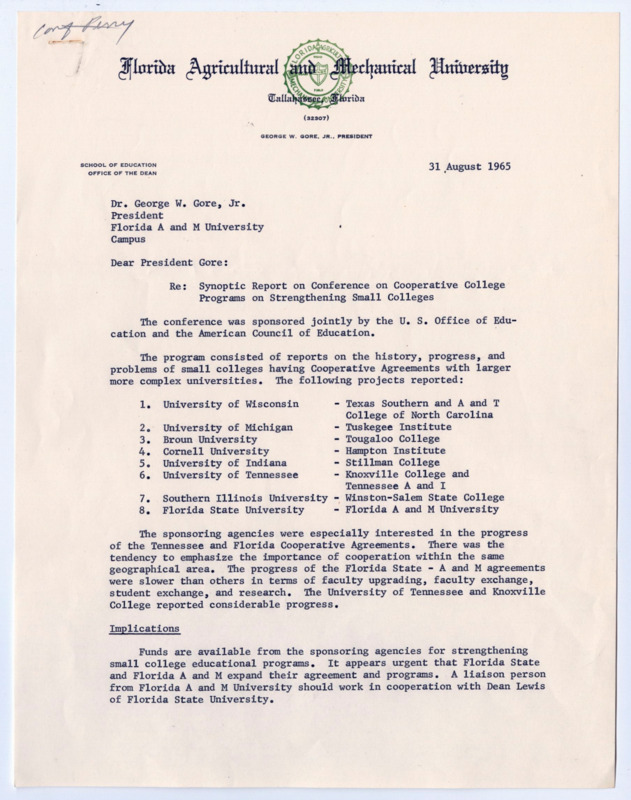 Florida Agricultural and Mechanical University
Tallahassee, Florida
(32307)
GEORGE W. GORE, JR., PRESIDENT
SCHOOL OF EDUCATION
OFFICE OF THE DEAN
31 August 1965
Dr. George W. Gore, Jr.
President
Florida A and M University
Campus
Dear President Gore:
Re: Synoptic Report on Conference on Cooperative College
Programs on Strengthening Small Colleges
The conference was sponsored jointly by the U. S. Office of Edu-
cation and the American Council of Education.
The program consisted of reports on the history, progress, and
problems of small colleges having Cooperative Agreements with larger
more complex universities. The following projects reported:
1. University of Wisconsin - Texas Southern and A and T
College of North Carolina
2. University of Michigan - Tuskegee Institute
3. Broun University - Tougaloo College
4. Cornell University - Hampton Institute
5. University of Indiana - Stillman College
6. University of Tennessee - Knoxville College and
Tennessee A and I
7. Southern Illinois University - Winston-Salem State College
8. Florida State University - Florida A and M University
The sponsoring agencies were especially interested in the progress
of the Tennessee and Florida Cooperative Agreements. There was the
tendency to emphasize the importance of cooperation within the same
geographical area. The progress of the Florida State - A and M agreements
were slower than others in terms of faculty upgrading, faculty exchange,
student exchange, and research. The University of Tennessee and Knoxville
College reported considerable progress.
Implications
Funds are available from the sponsoring agencies for strengthening
small college educational programs. It appears urgent that Florida State
and Florida A and M expand their agreement and programs. A liaison person
from Florida A and M University should work in cooperation with Dean Lewis
of Florida State University.